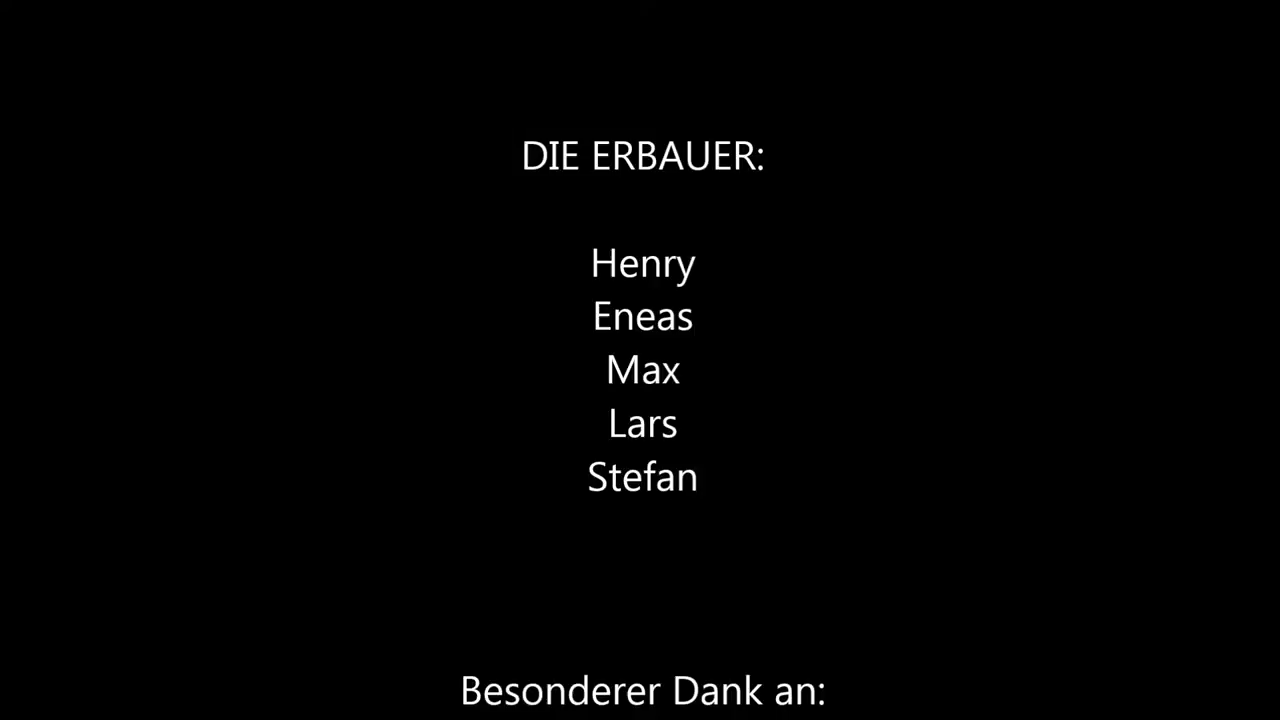 DIE ERBAUER:
Henry
Eneas
Max
Lars
Stefan
Besonderer Dank an: